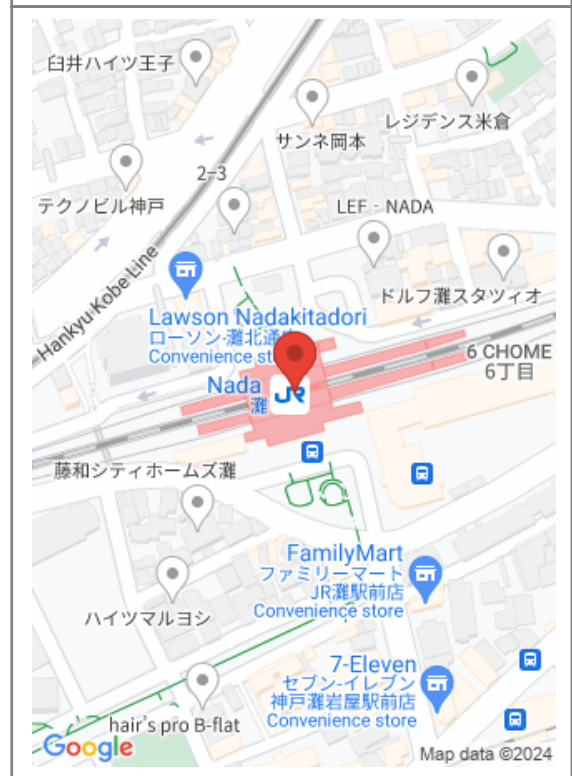 臼井ハイツ王子
レジデンス米倉
サンネ岡本
2-3
テクノビル神戸
LEF - NADA
Hankyu Kobe Line
ドルフ灘スタツィオ
Lawson Nadakitadori
ローソン-灘北通
Convenience st
6 CHOME
6丁目
Nada
灘
JR
藤和シティホームズ灘
FamilyMart
ファミリーマート
JR灘駅前店
Convenience store
ハイツマルヨシ
7-Eleven
セブン-イレブン
神戸灘岩屋駅前店
Convenience store
hair's pro B-flat
Google
Map data ©2024